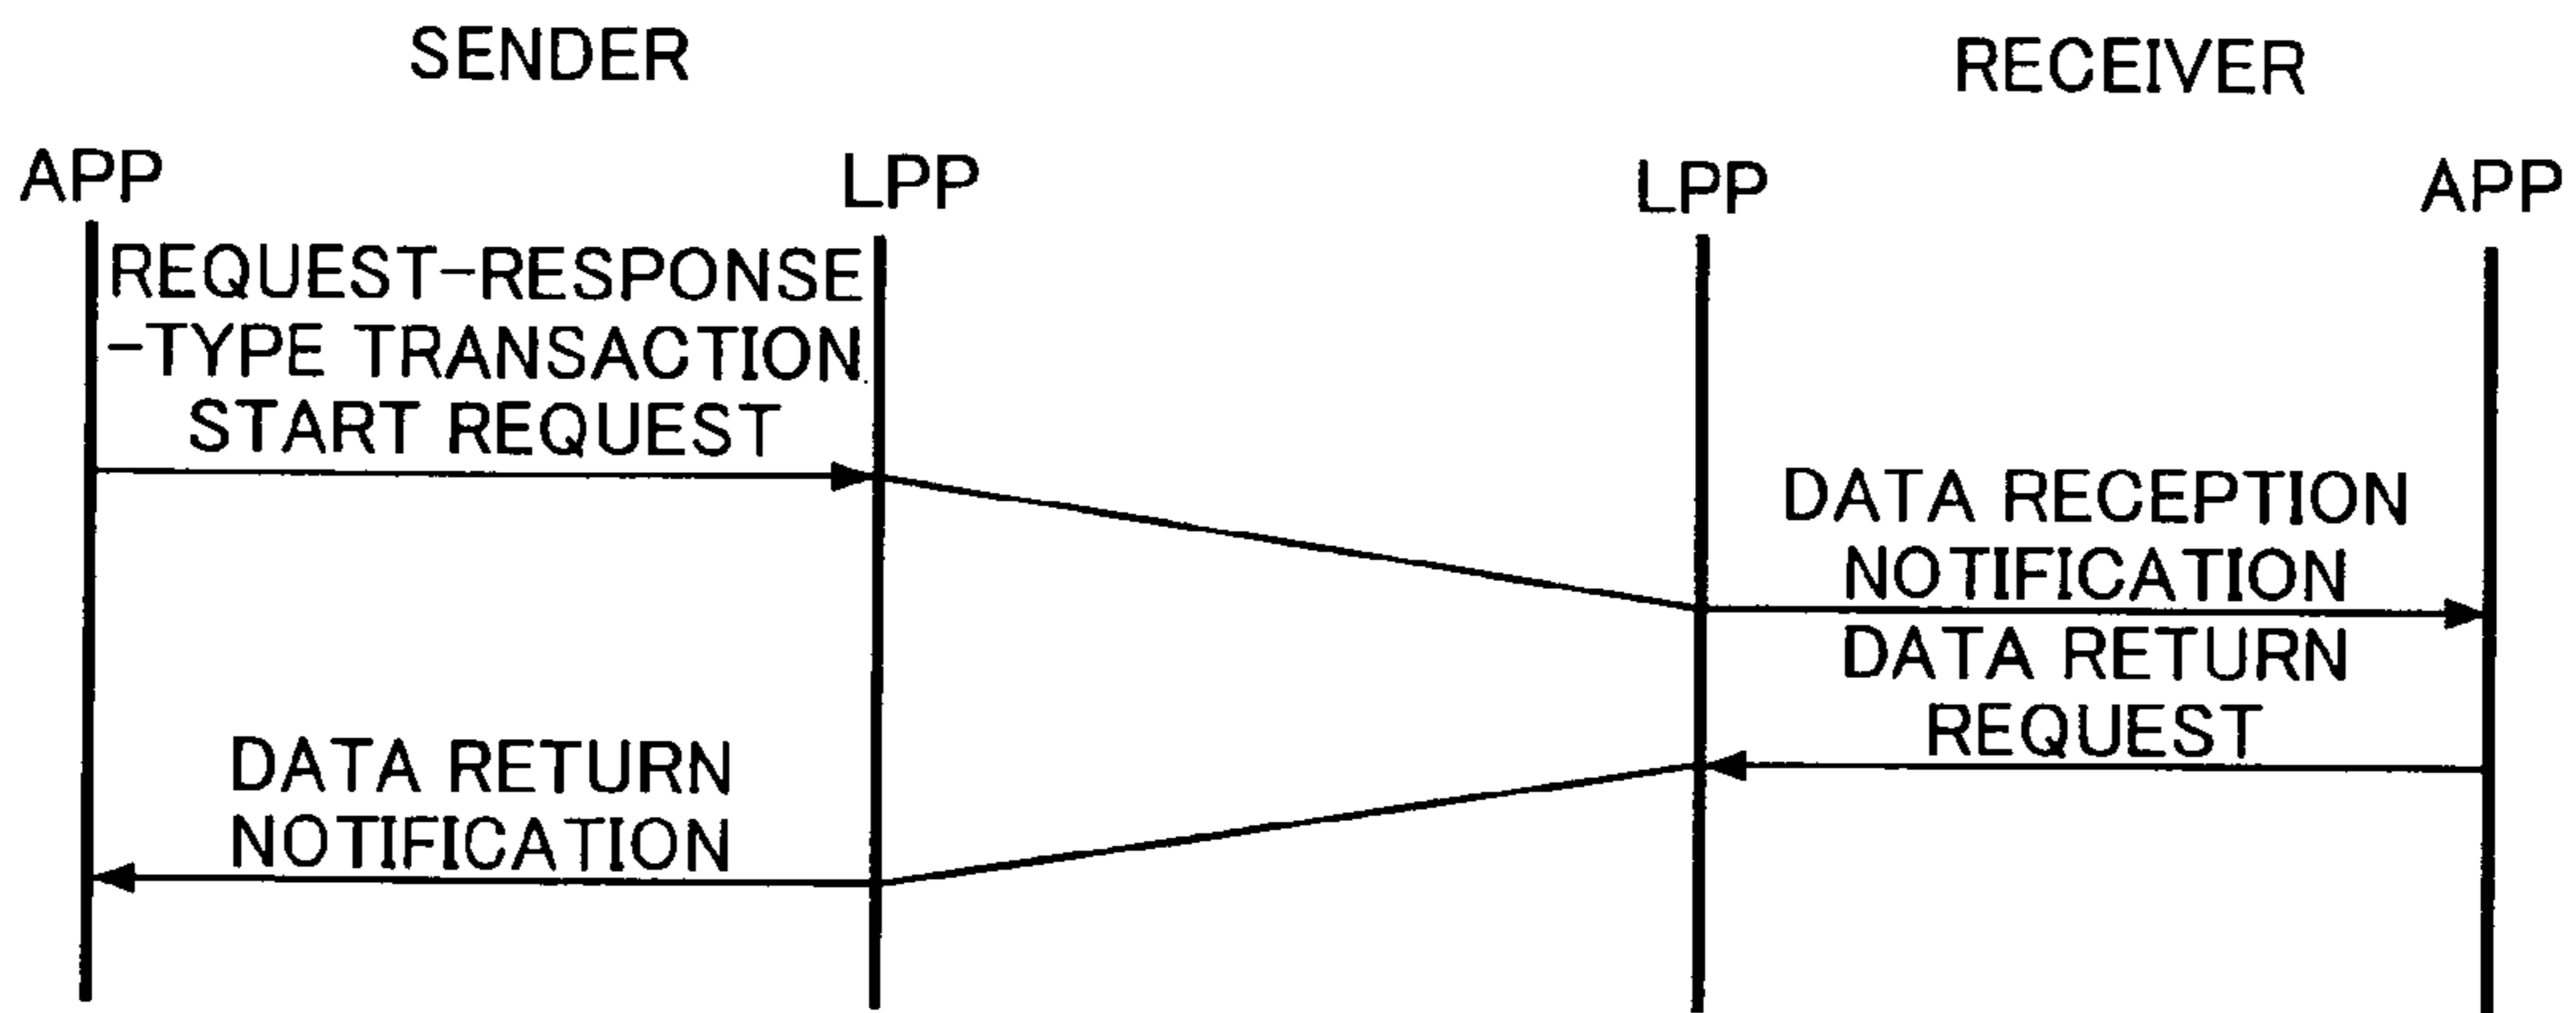 SENDER
RECEIVER
APP
LPP
LPP
APP
REQUEST-RESPONSE
-TYPE TRANSACTION
START REQUEST
DATA RECEPTION
NOTIFICATION
DATA RETURN
REQUEST
DATA RETURN
NOTIFICATION